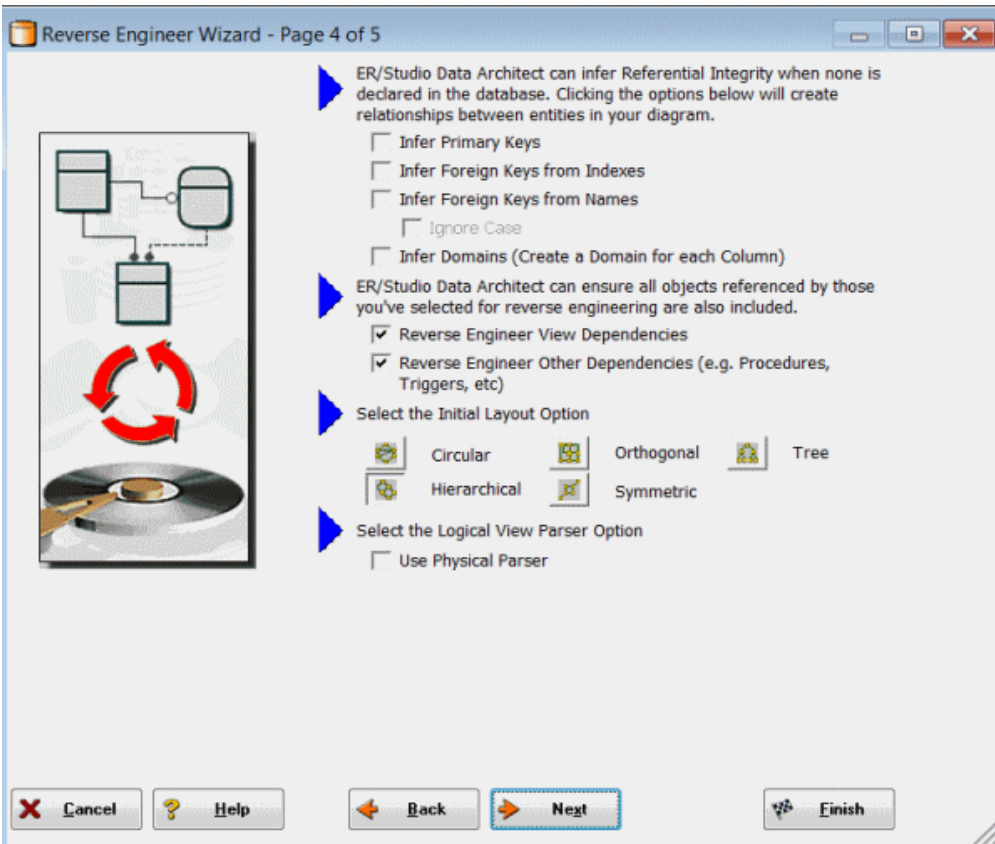 Reverse Engineer Wizard - Page 4 of 5
ER/Studio Data Architect can infer Referential Integrity when none is
declared in the database. Clicking the options below will create
relationships between entities in your diagram.
Infer Primary Keys
Infer Foreign Keys from Indexes
Infer Foreign Keys from Names
Ignore Case
Infer Domains (Create a Domain for each Column)
ER/Studio Data Architect can ensure all objects referenced by those
you've selected for reverse engineering are also included.
Reverse Engineer View Dependencies
Reverse Engineer Other Dependencies (e.g. Procedures,
Triggers, etc)
Select the Initial Layout Option
Circular Orthogonal Tree
Hierarchical Symmetric
Select the Logical View Parser Option
Use Physical Parser
Cancel Help Back Next Finish